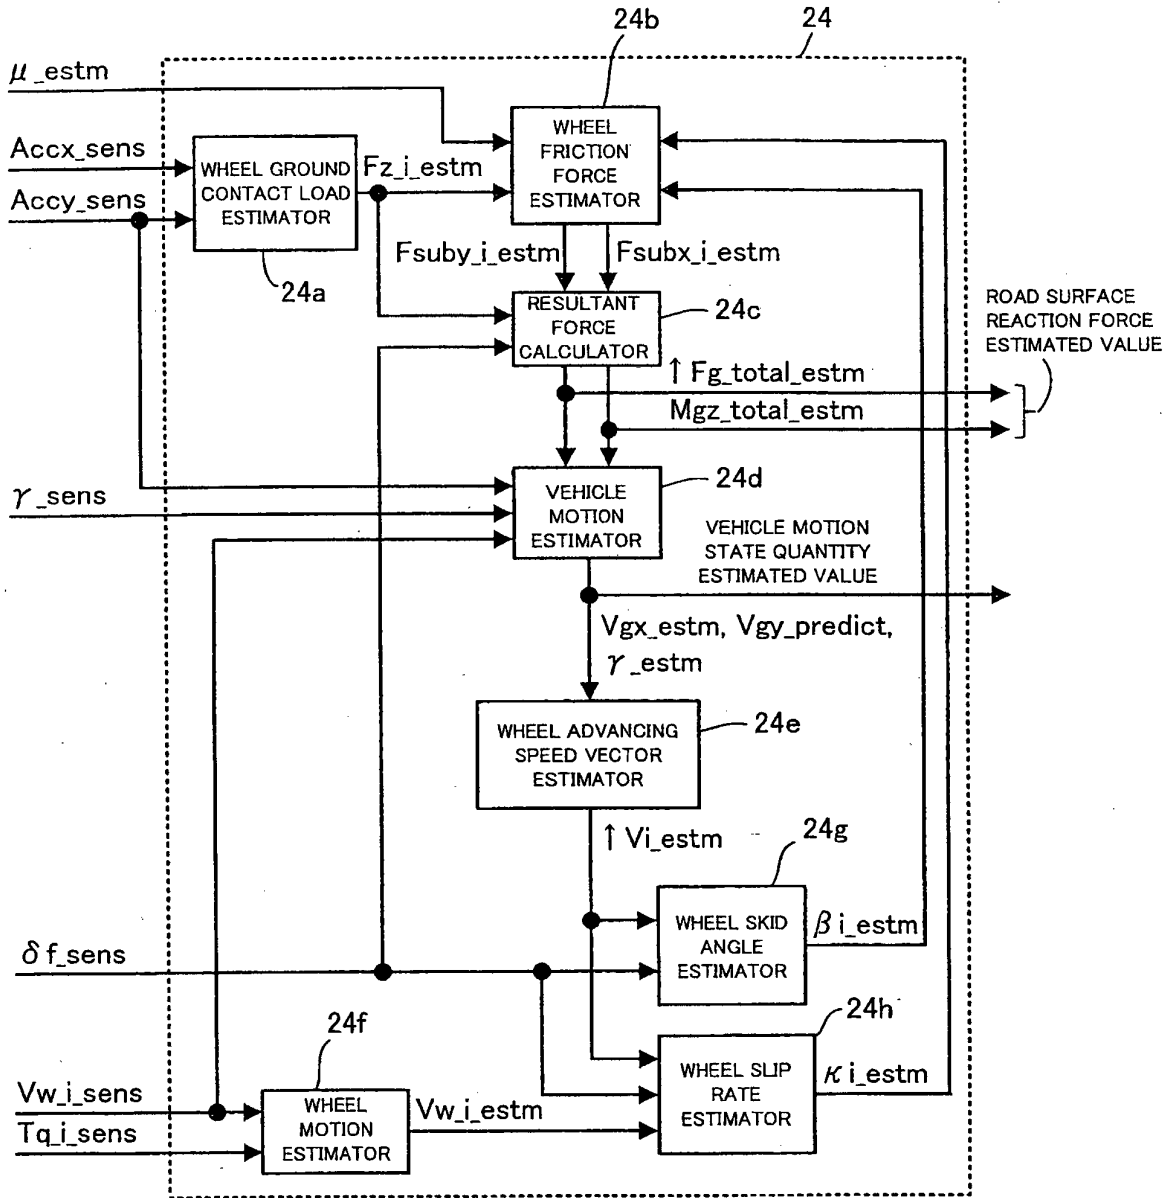 24b
24
μ_estm
Accx_sens
Accy_sens
WHEEL GROUND
CONTACT LOAD
ESTIMATOR
24a
Fz_i_estm
WHEEL
FRICTION
FORCE
ESTIMATOR
Fsuby_i_estm
Fsubx_i_estm
RESULTANT
FORCE
CALCULATOR
24c
ROAD SURFACE
REACTION FORCE
ESTIMATED VALUE
↑ Fg_total_estm
Mgz_total_estm
γ_sens
VEHICLE
MOTION
ESTIMATOR
24d
VEHICLE MOTION
STATE QUANTITY
ESTIMATED VALUE
Vgx_estm, Vgy_predict,
γ_estm
WHEEL ADVANCING
SPEED VECTOR
ESTIMATOR
24e
↑ Vi_estm
24g
WHEEL SKID
ANGLE
ESTIMATOR
βi_estm
δf_sens
24h
WHEEL SLIP
RATE
ESTIMATOR
κi_estm
24f
Vw_i_sens
Tq_i_sens
WHEEL
MOTION
ESTIMATOR
Vw_i_estm